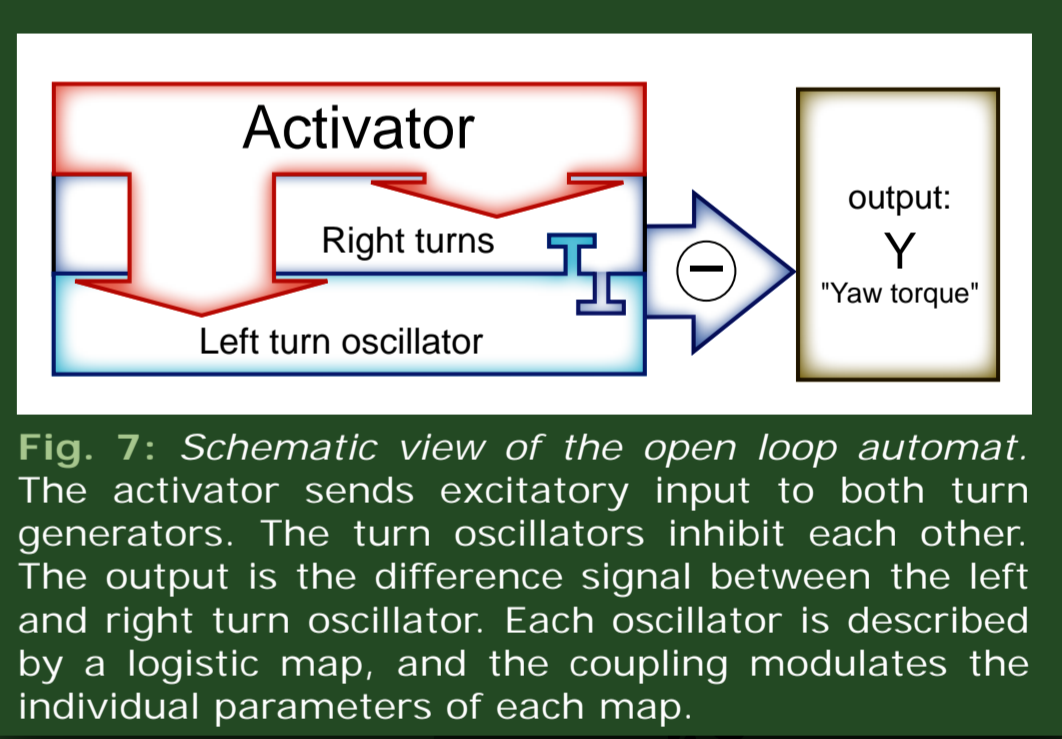 Activator
Right turns
Left turn oscillator
−
output:
Y
"Yaw torque"
Fig. 7: Schematic view of the open loop automat.
The activator sends excitatory input to both turn
generators. The turn oscillators inhibit each other.
The output is the difference signal between the left
and right turn oscillator. Each oscillator is described
by a logistic map, and the coupling modulates the
individual parameters of each map.